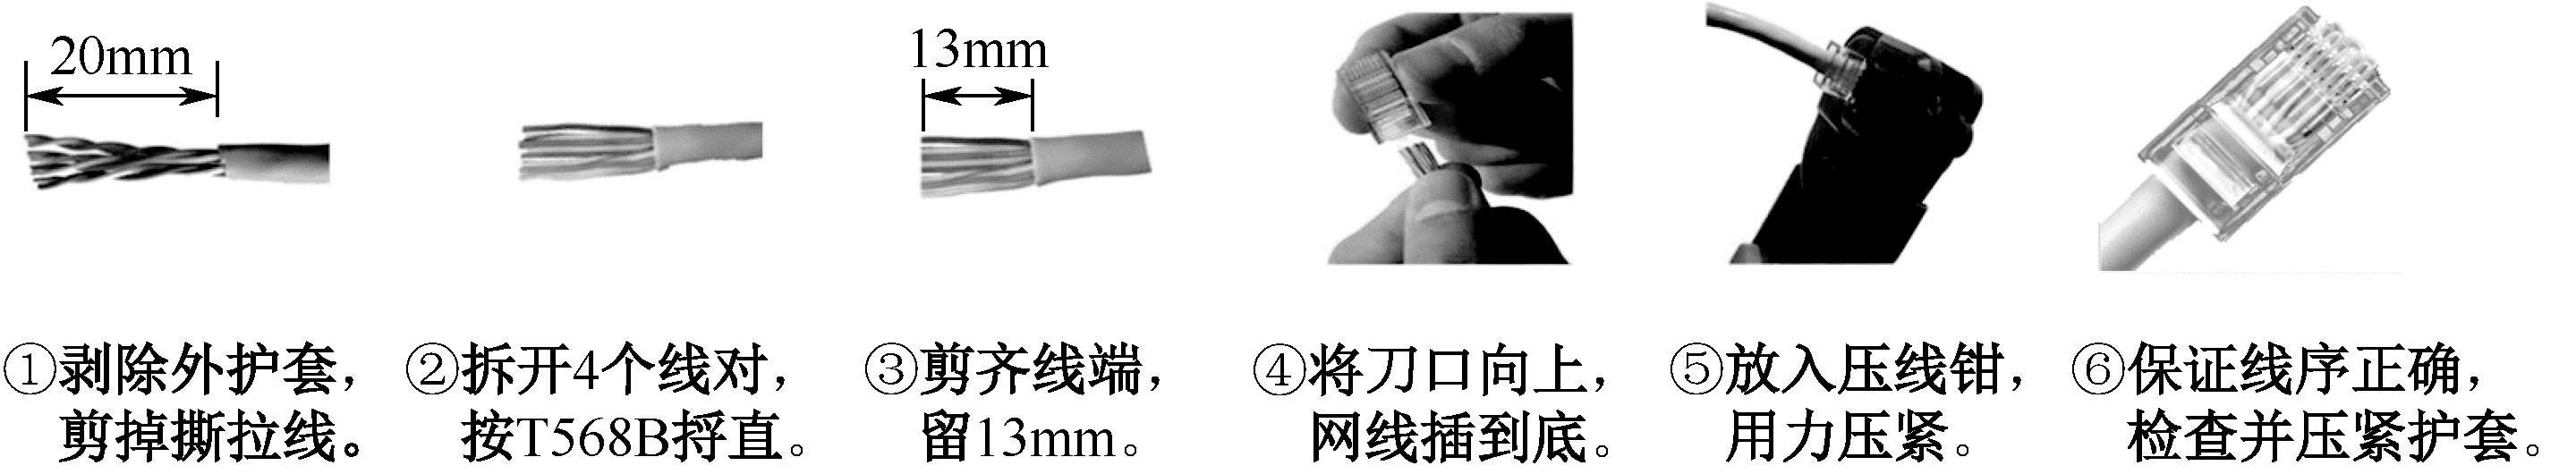 20mm
13mm
①剥除外护套，
剪掉撕拉线。
②拆开4个线对，
按T568B捋直。
③剪齐线端，
留13mm。
④将刀口向上，
网线插到底。
⑤放入压线钳，
用力压紧。
⑥保证线序正确，
检查并压紧护套。